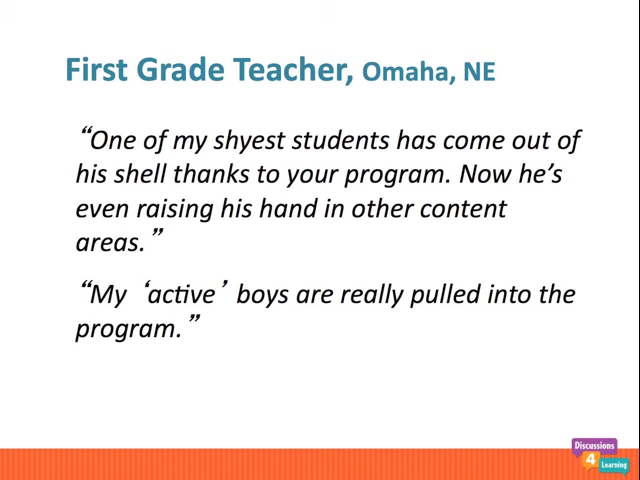 First Grade Teacher, Omaha, NE
“One of my shyest students has come out of
his shell thanks to your program. Now he’s
even raising his hand in other content
areas.”
“My ‘active’ boys are really pulled into the
program.”
Discussions
4
Learning